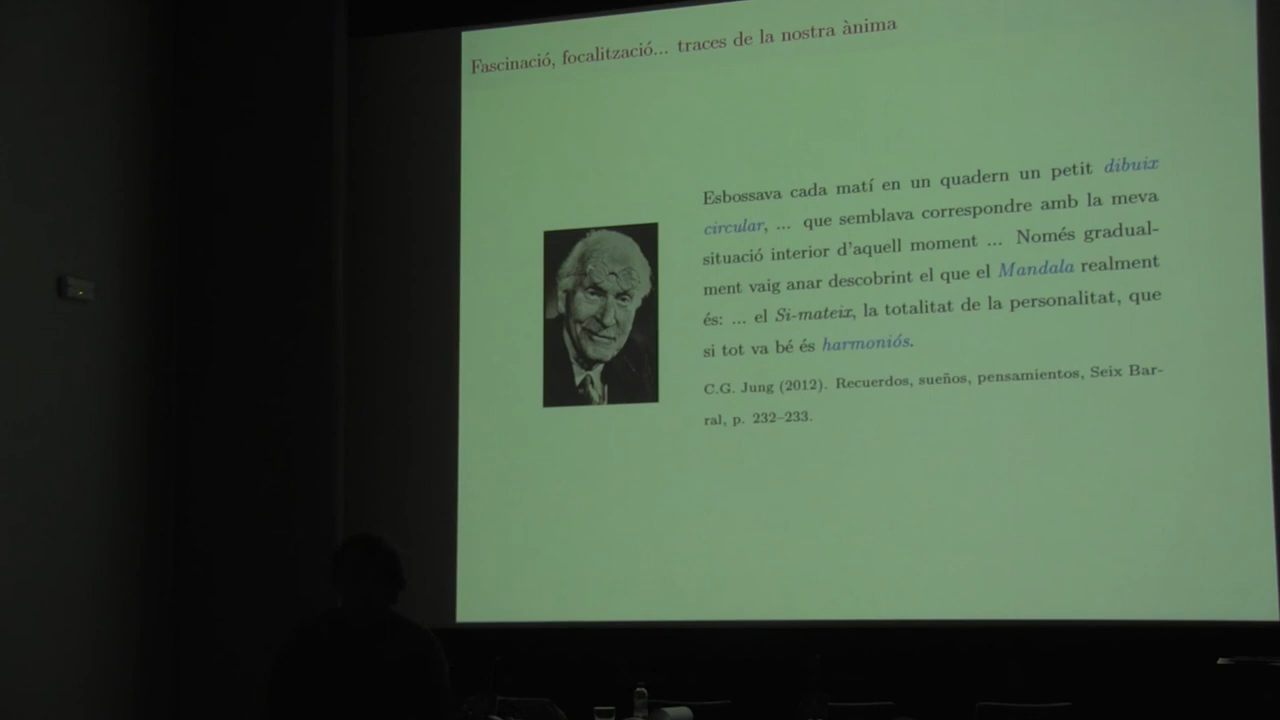 Fascinació, focalització... traces de la nostra ànima
Esbossava cada matí en un quadern un petit dibuix
circular, ... que semblava correspondre amb la meva
situació interior d'aquell moment ... Només gradual-
ment vaig anar descobrint el que el Mandala realment
és: ... el Si-mateix, la totalitat de la personalitat, que
si tot va bé és harmoniós.
C.G. Jung (2012). Recuerdos, sueños, pensamientos, Seix Bar-
ral, p. 232–233.